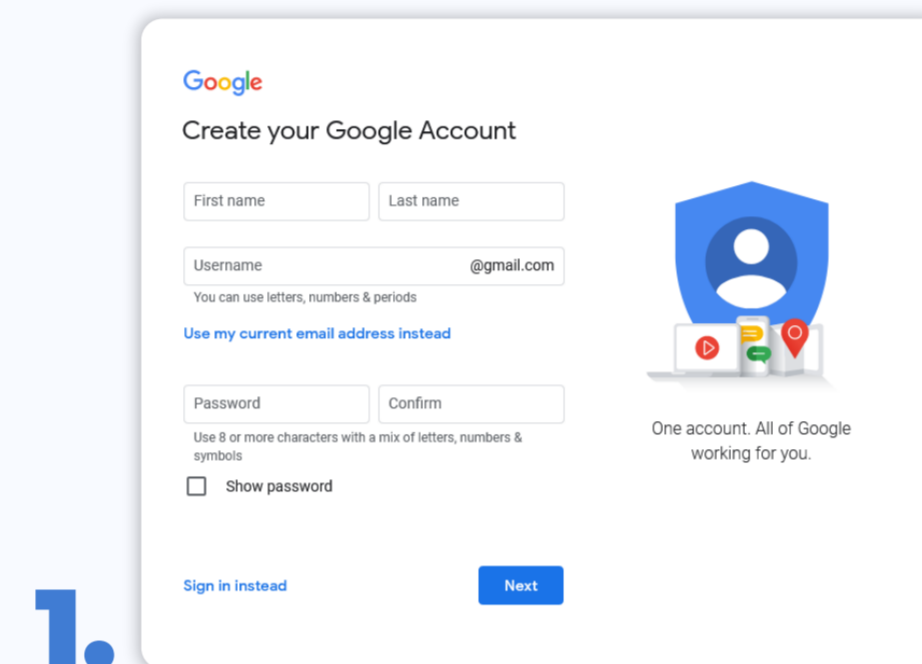 Google
Create your Google Account
First name Last name
Username @gmail.com
You can use letters, numbers & periods
Use my current email address instead
Password Confirm
Use 8 or more characters with a mix of letters, numbers &
symbols
Show password
One account. All of Google
working for you.
Sign in instead Next
1.